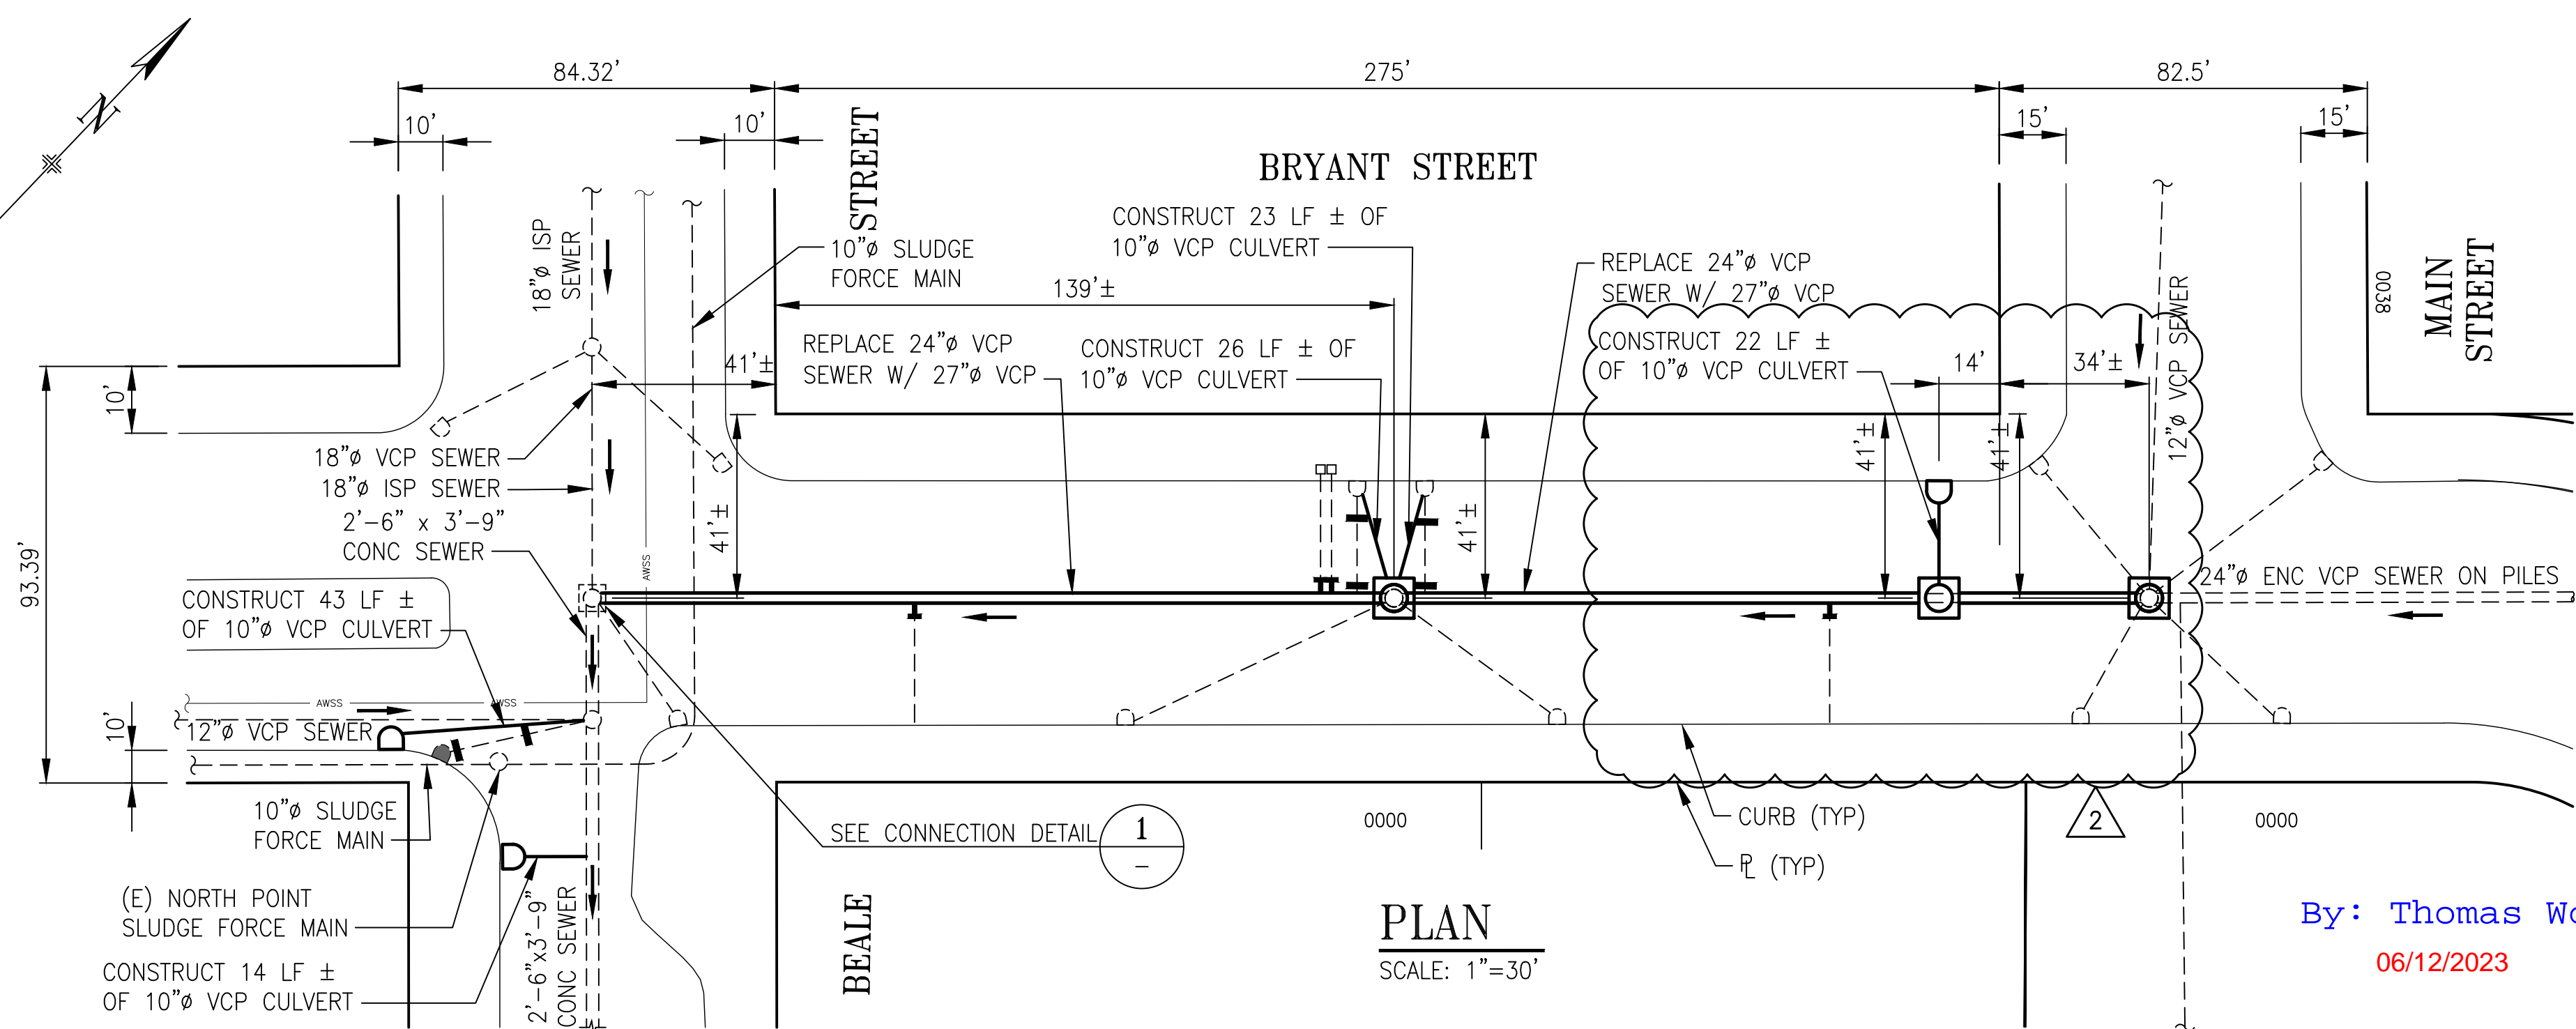 84.32'
275'
82.5'
10'
10'
15'
15'
N
STREET
BRYANT STREET
MAIN
STREET
0038
18"ø ISP
SEWER
10"ø SLUDGE
FORCE MAIN
CONSTRUCT 23 LF ± OF
10"ø VCP CULVERT
139'±
REPLACE 24"ø VCP
SEWER W/ 27"ø VCP
12"ø VCP SEWER
REPLACE 24"ø VCP
SEWER W/ 27"ø VCP
CONSTRUCT 26 LF ± OF
10"ø VCP CULVERT
CONSTRUCT 22 LF ±
OF 10"ø VCP CULVERT
14'
34'±
41'±
10'
41'±
41'±
41'±
41'±
18"ø VCP SEWER
18"ø ISP SEWER
2'-6" x 3'-9"
CONC SEWER
93.39'
AWSS
24"ø ENC VCP SEWER ON PILES
CONSTRUCT 43 LF ±
OF 10"ø VCP CULVERT
AWSS
AWSS
10'
12"ø VCP SEWER
10"ø SLUDGE
FORCE MAIN
SEE CONNECTION DETAIL
1
-
0000
CURB (TYP)
PL (TYP)
2
0000
(E) NORTH POINT
SLUDGE FORCE MAIN
CONSTRUCT 14 LF ±
OF 10"ø VCP CULVERT
2'-6"x3'-9"
CONC SEWER
BEALE
PLAN
SCALE: 1"=30'
By: Thomas
06/12/2023